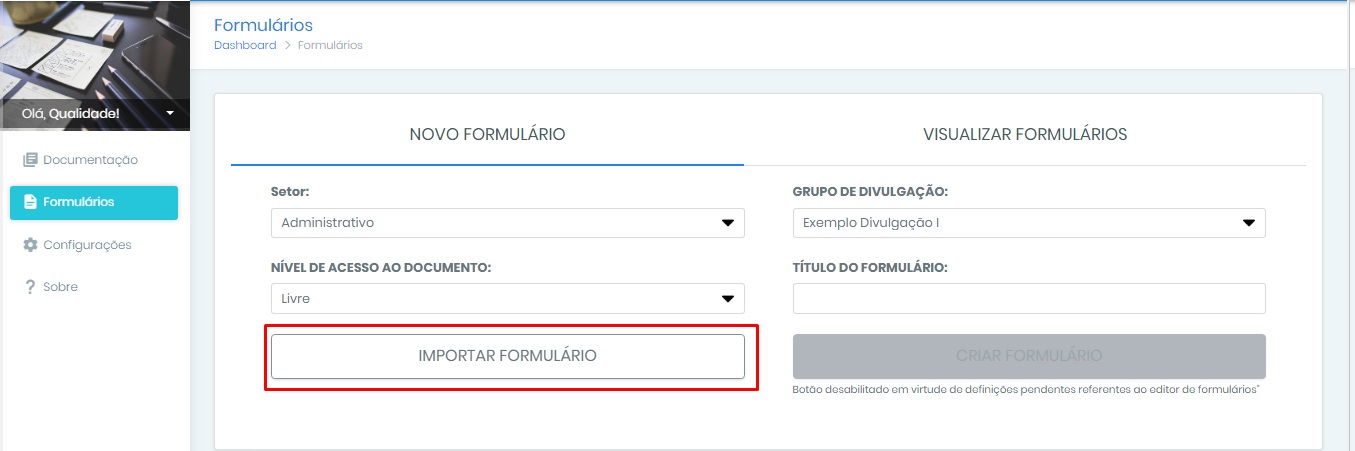 Formulários
Dashboard > Formulários
Olá, Qualidade!
Documentação
Formulários
Configurações
Sobre
NOVO FORMULÁRIO
VISUALIZAR FORMULÁRIOS
Setor:
Administrativo
GRUPO DE DIVULGAÇÃO:
Exemplo Divulgação I
NÍVEL DE ACESSO AO DOCUMENTO:
Livre
TÍTULO DO FORMULÁRIO:
IMPORTAR FORMULÁRIO
CRIAR FORMULÁRIO
Botão desabilitado em virtude de definições pendentes referentes ao editor de formulários*